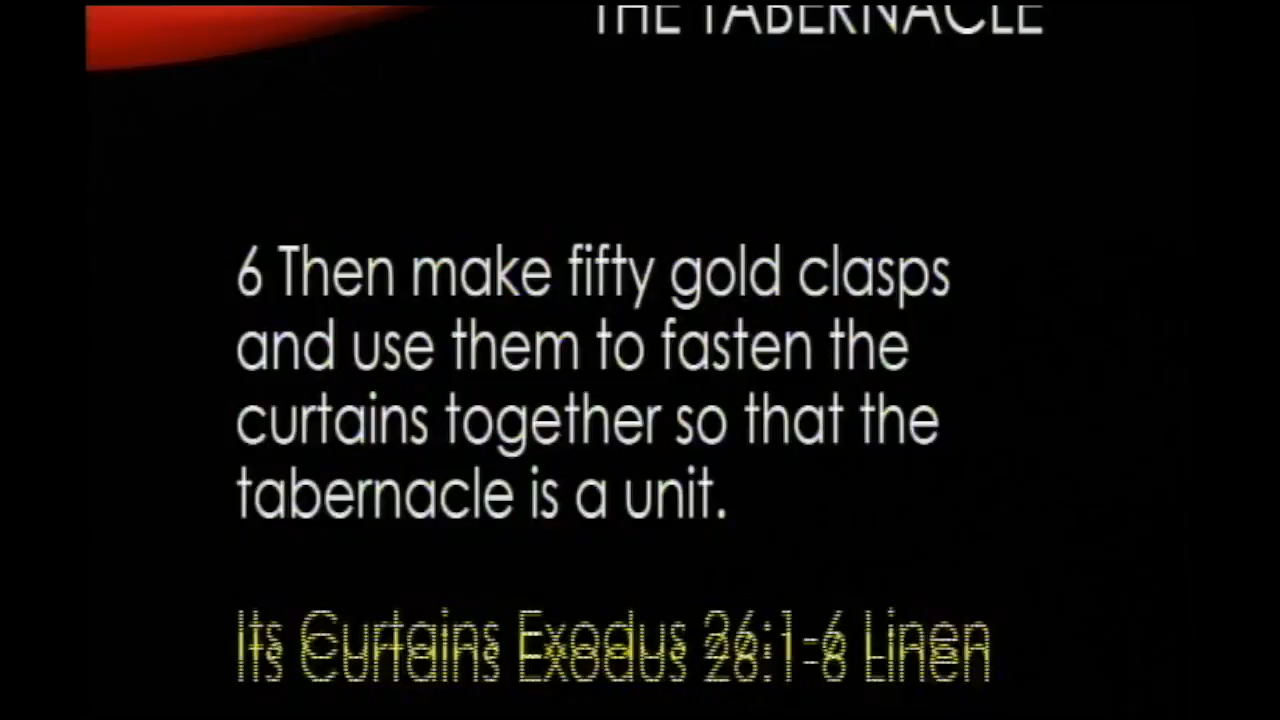 THE TABERNACLE
6 Then make fifty gold clasps
and use them to fasten the
curtains together so that the
tabernacle is a unit.
Its Curtains Exodus 26:1-6 Linen